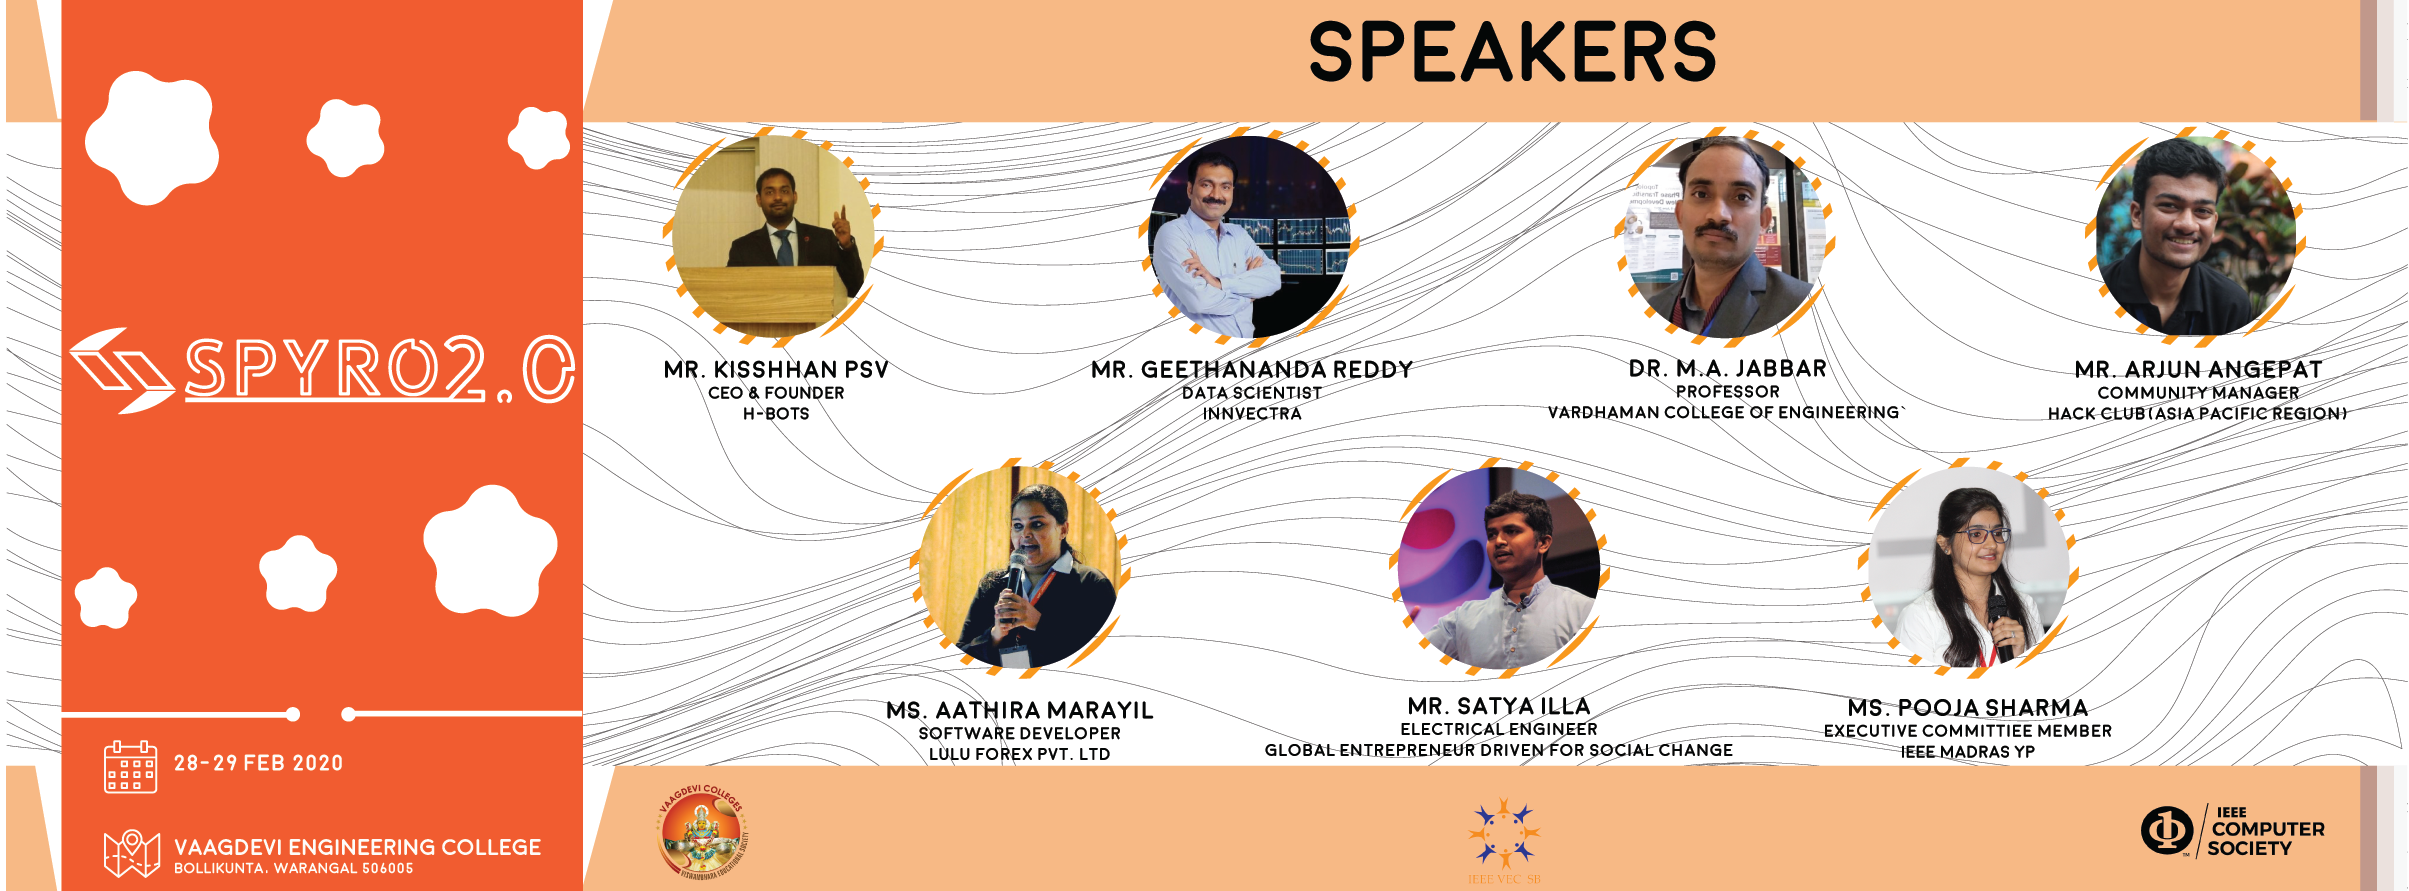 SPEAKERS
SPYRO2.0
MR. KISSHHAN PSV
CEO & FOUNDER
H-BOTS
MR. GEETHANANDA REDDY
DATA SCIENTIST
INNVECTRA
DR. M.A. JABBAR
PROFESSOR
VARDHAMAN COLLEGE OF ENGINEERING`
MR. ARJUN ANGEPAT
COMMUNITY MANAGER
HACK CLUB(ASIA PACIFIC REGION)
MS. AATHIRA MARAYIL
SOFTWARE DEVELOPER
LULU FOREX PVT. LTD
MR. SATYA ILLA
ELECTRICAL ENGINEER
GLOBAL ENTREPRENEUR DRIVEN FOR SOCIAL CHANGE
MS. POOJA SHARMA
EXECUTIVE COMMITTIEE MEMBER
IEEE MADRAS YP
28-29 FEB 2020
VAAGDEVI ENGINEERING COLLEGE
BOLLIKUNTA, WARANGAL 506005
VAAGDEVI COLLEGES
VISWAMBHARA EDUCATIONAL SOCIETY
IEEE VEC SB
IEEE
COMPUTER
SOCIETY
TM